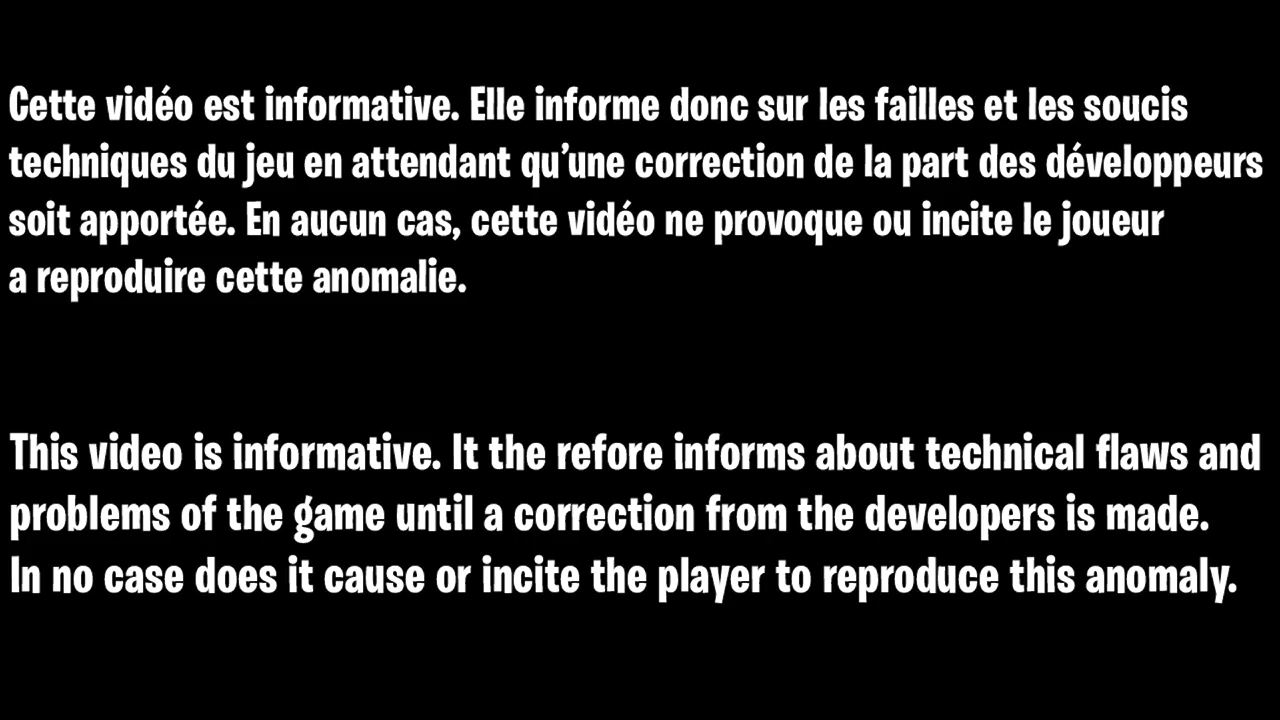 Cette vidéo est informative. Elle informe donc sur les failles et les soucis
techniques du jeu en attendant qu’une correction de la part des développeurs
soit apportée. En aucun cas, cette vidéo ne provoque ou incite le joueur
a reproduire cette anomalie.
This video is informative. It the refore informs about technical flaws and
problems of the game until a correction from the developers is made.
In no case does it cause or incite the player to reproduce this anomaly.